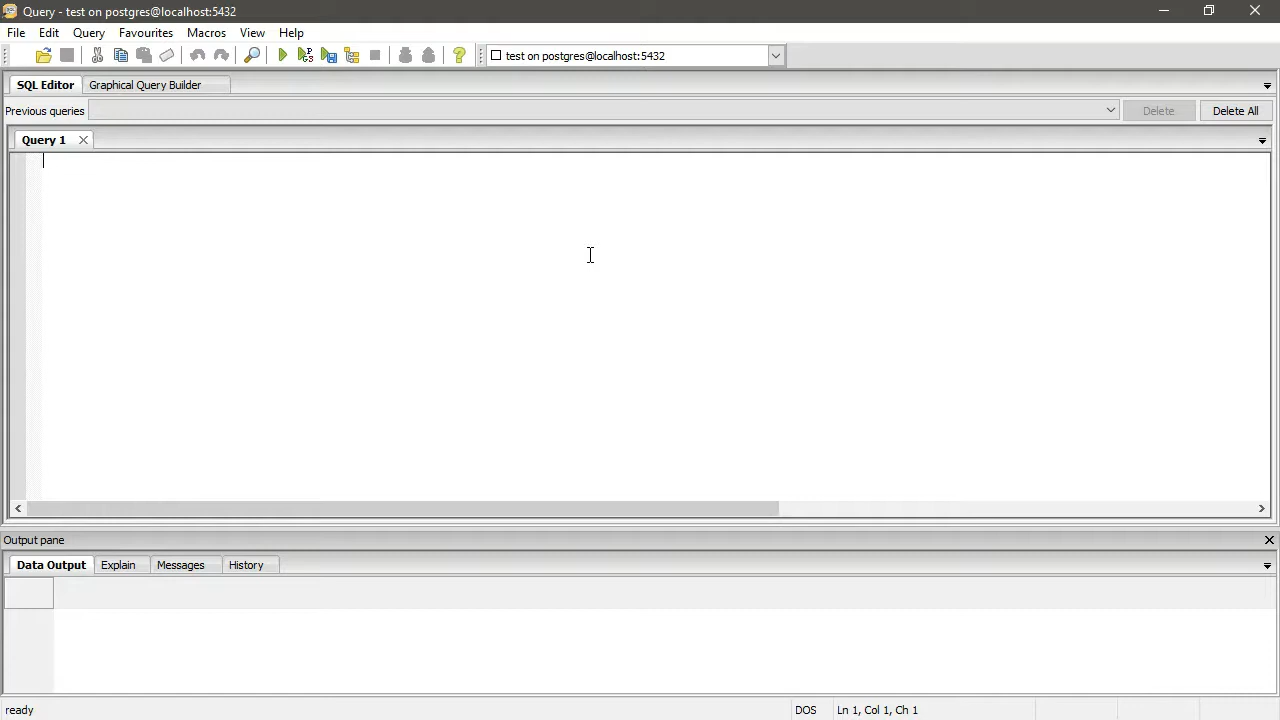 Query - test on postgres@localhost:5432
File Edit Query Favourites Macros View Help
test on postgres@localhost:5432
SQL Editor Graphical Query Builder
Previous queries Delete Delete All
Query 1
Output pane
Data Output Explain Messages History
ready DOS Ln 1, Col 1, Ch 1